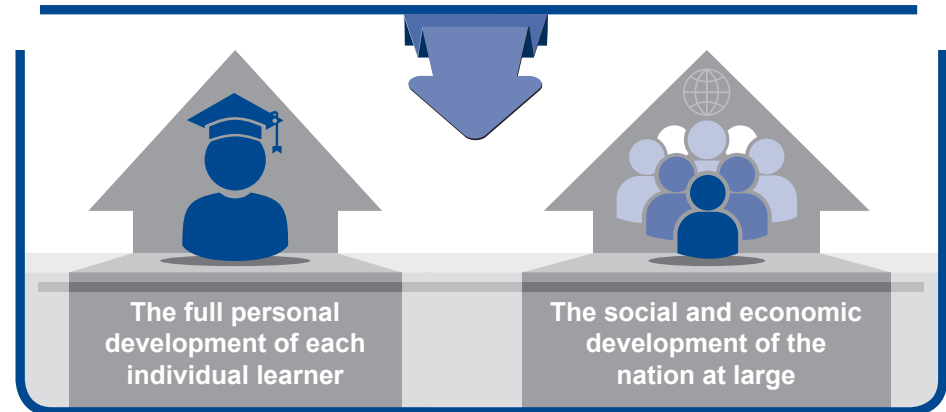 The full personal
development of each
individual learner
The social and economic
development of the
nation at large